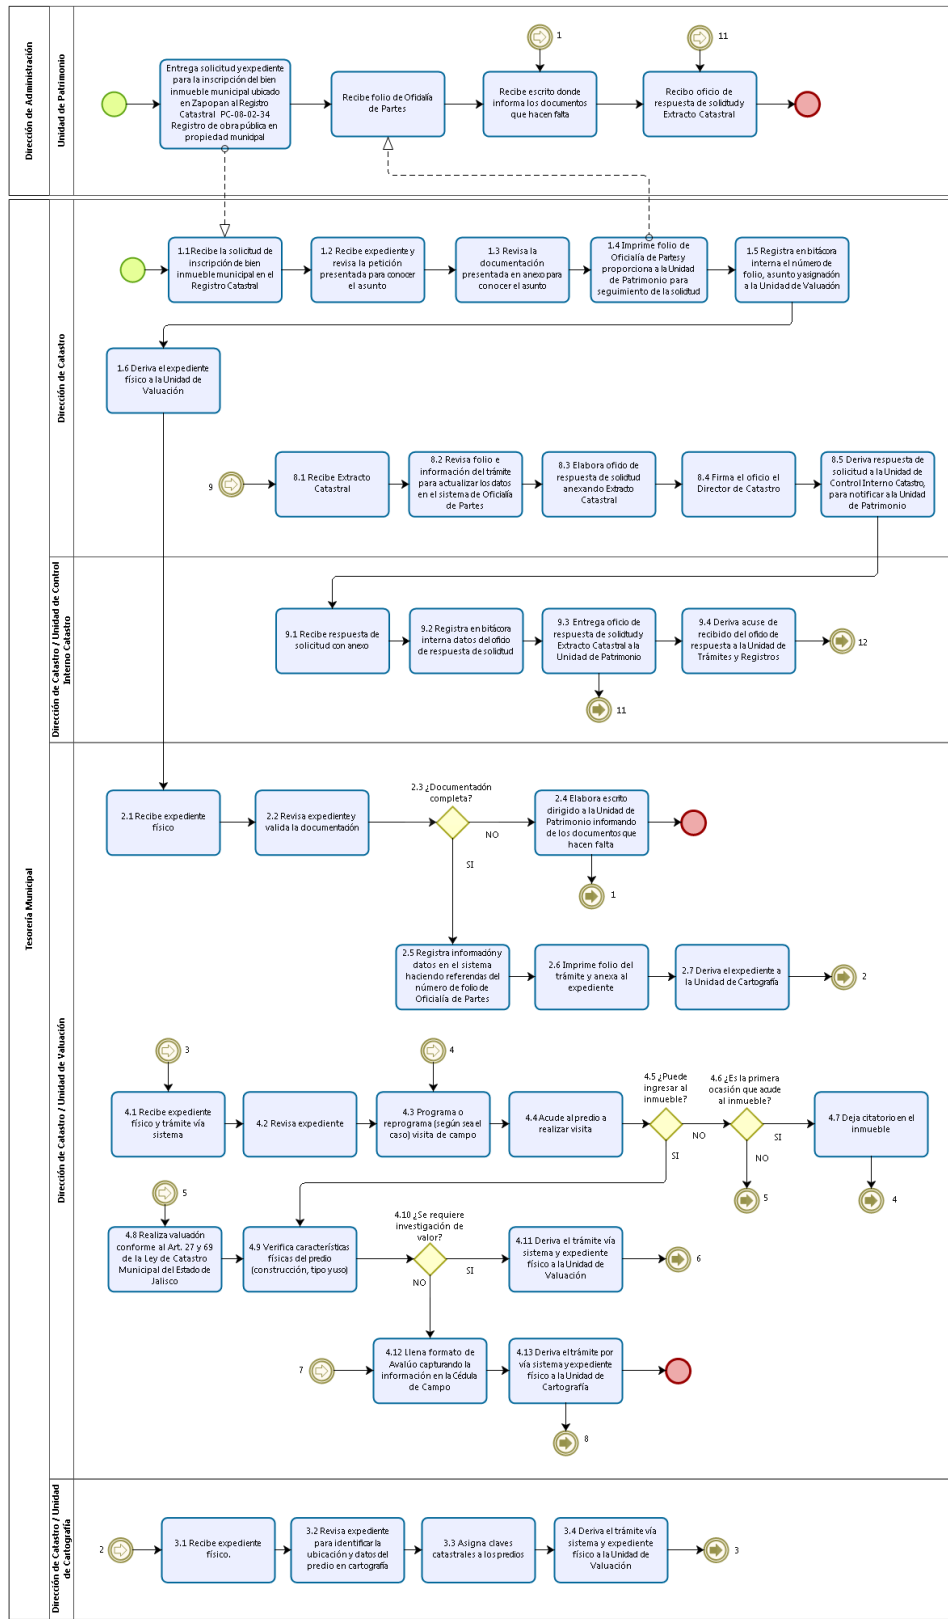 Dirección de Administración
Unidad de Patrimonio
Entrega solicitud y expediente
para la inscripción del bien
inmueble municipal ubicado
en Zapopan al Registro
Catastral PC-08-02-34
Registro de obra pública en
propiedad municipal
Recibe folio de Oficialía
de Partes
1
Recibe escrito donde
informa los documentos
que hacen falta
11
Recibo oficio de
respuesta de solicitud y
Extracto Catastral
Tesorería Municipal
Dirección de Catastro
1.1 Recibe la solicitud de
inscripción de bien
inmueble municipal en el
Registro Catastral
1.2 Recibe expediente y
revisa la petición
presentada para conocer
el asunto
1.3 Revisa la
documentación
presentada en anexo para
conocer el asunto
1.4 Imprime folio de
Oficialía de Partes y
proporciona a la Unidad
de Patrimonio para
seguimiento de la solicitud
1.5 Registra en bitácora
interna el número de
folio, asunto y asignación
a la Unidad de Valuación
1.6 Deriva el expediente
físico a la Unidad de
Valuación
9
8.1 Recibe Extracto
Catastral
8.2 Revisa folio e
información del trámite
para actualizar los datos
en el sistema de Oficialía
de Partes
8.3 Elabora oficio de
respuesta de solicitud
anexando Extracto
Catastral
8.4 Firma el oficio el
Director de Catastro
8.5 Deriva respuesta de
solicitud a la Unidad de
Control Interno Catastro,
para notificar a la Unidad
de Patrimonio
Dirección de Catastro / Unidad de Control
Interno Catastro
9.1 Recibe respuesta de
solicitud con anexo
9.2 Registra en bitácora
interna datos del oficio
de respuesta de solicitud
9.3 Entrega oficio de
respuesta de solicitud y
Extracto Catastral a la
Unidad de Patrimonio
9.4 Deriva acuse de
recibido del oficio de
respuesta a la Unidad de
Trámites y Registros
12
11
Dirección de Catastro / Unidad de Valuación
2.1 Recibe expediente
físico
2.2 Revisa expediente y
valida la documentación
2.3 ¿Documentación
completa?
NO
SI
2.4 Elabora escrito
dirigido a la Unidad de
Patrimonio informando
de los documentos que
hacen falta
1
2.5 Registra información y
datos en el sistema
haciendo referencias del
número de folio de
Oficialía de Partes
2.6 Imprime folio del
trámite y anexa al
expediente
2.7 Deriva el expediente a
la Unidad de Cartografía
2
3
4
4.1 Recibe expediente
físico y trámite vía
sistema
4.2 Revisa expediente
4.3 Programa o
reprograma (según sea el
caso) visita de campo
4.4 Acude al predio a
realizar visita
4.5 ¿Puede
ingresar al
inmueble?
NO
SI
4.6 ¿Es la primera
ocasión que acude
al inmueble?
SI
NO
4.7 Deja citatorio en el
inmueble
5
4
5
4.8 Realiza valuación
conforme al Art. 27 y 69
de la Ley de Catastro
Municipal del Estado de
Jalisco
4.9 Verifica características
físicas del predio
(construcción, tipo y uso)
4.10 ¿Se requiere
investigación de
valor?
SI
NO
4.11 Deriva el trámite vía
sistema y expediente
físico a la Unidad de
Valuación
6
7
4.12 Llena formato de
Avalúo capturando la
información en la Cédula
de Campo
4.13 Deriva el trámite por
vía sistema y expediente
físico a la Unidad de
Cartografía
8
Dirección de Catastro / Unidad
de Cartografía
2
3.1 Recibe expediente
físico.
3.2 Revisa expediente
para identificar la
ubicación y datos del
predio en cartografía
3.3 Asigna claves
catastrales a los predios
3.4 Deriva el trámite vía
sistema y expediente
físico a la Unidad de
Valuación
3